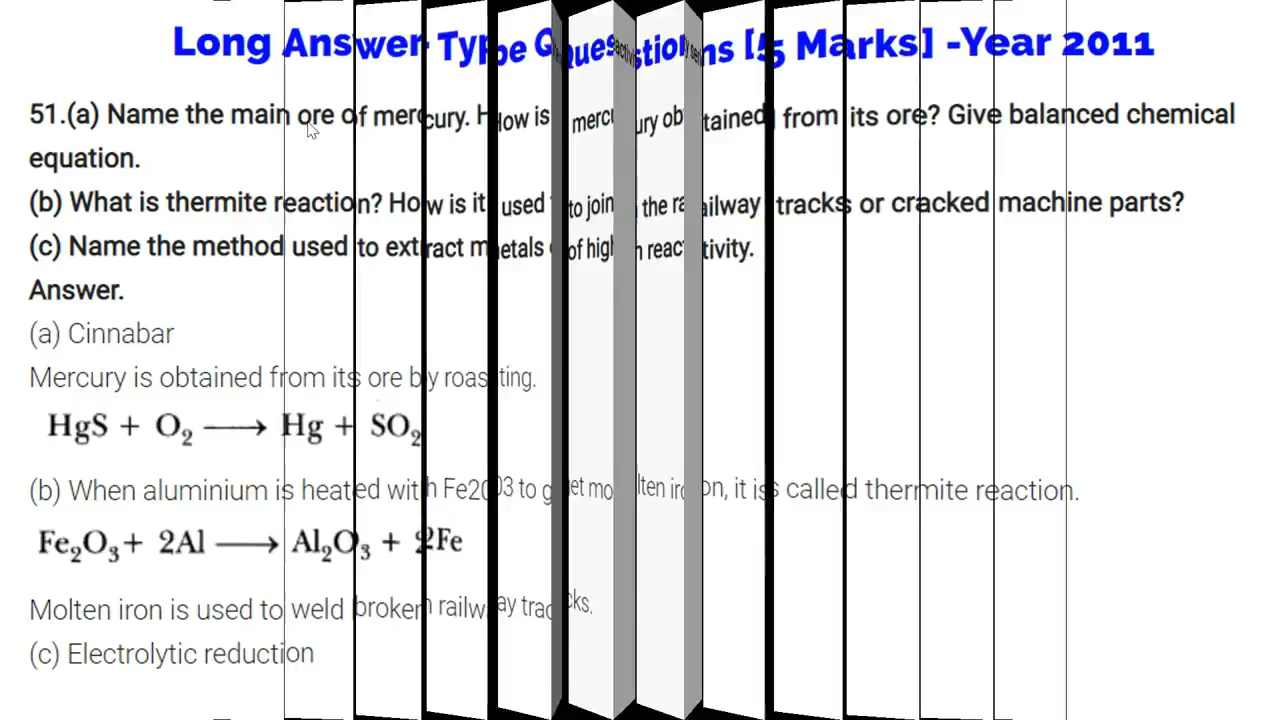 Long Answer Type Questions [5 Marks] -Year 2011
51.(a) Name the main ore of mercury. How is mercury obtained from its ore? Give balanced chemical
equation.
(b) What is thermite reaction? How is it used to join the railway tracks or cracked machine parts?
(c) Name the method used to extract metals of high reactivity.
Answer.
(a) Cinnabar
Mercury is obtained from its ore by roasting.
HgS + O₂ ⟶ Hg + SO₂
(b) When aluminium is heated with Fe2O3 to get molten iron, it is called thermite reaction.
Fe₂O₃ + 2Al ⟶ Al₂O₃ + 2Fe
Molten iron is used to weld broken railway tracks.
(c) Electrolytic reduction